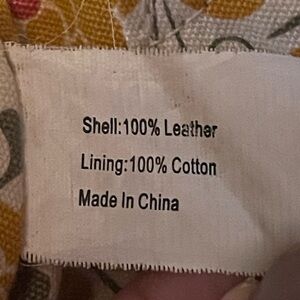 Shell:100% Leather
Lining:100% Cotton
Made In China